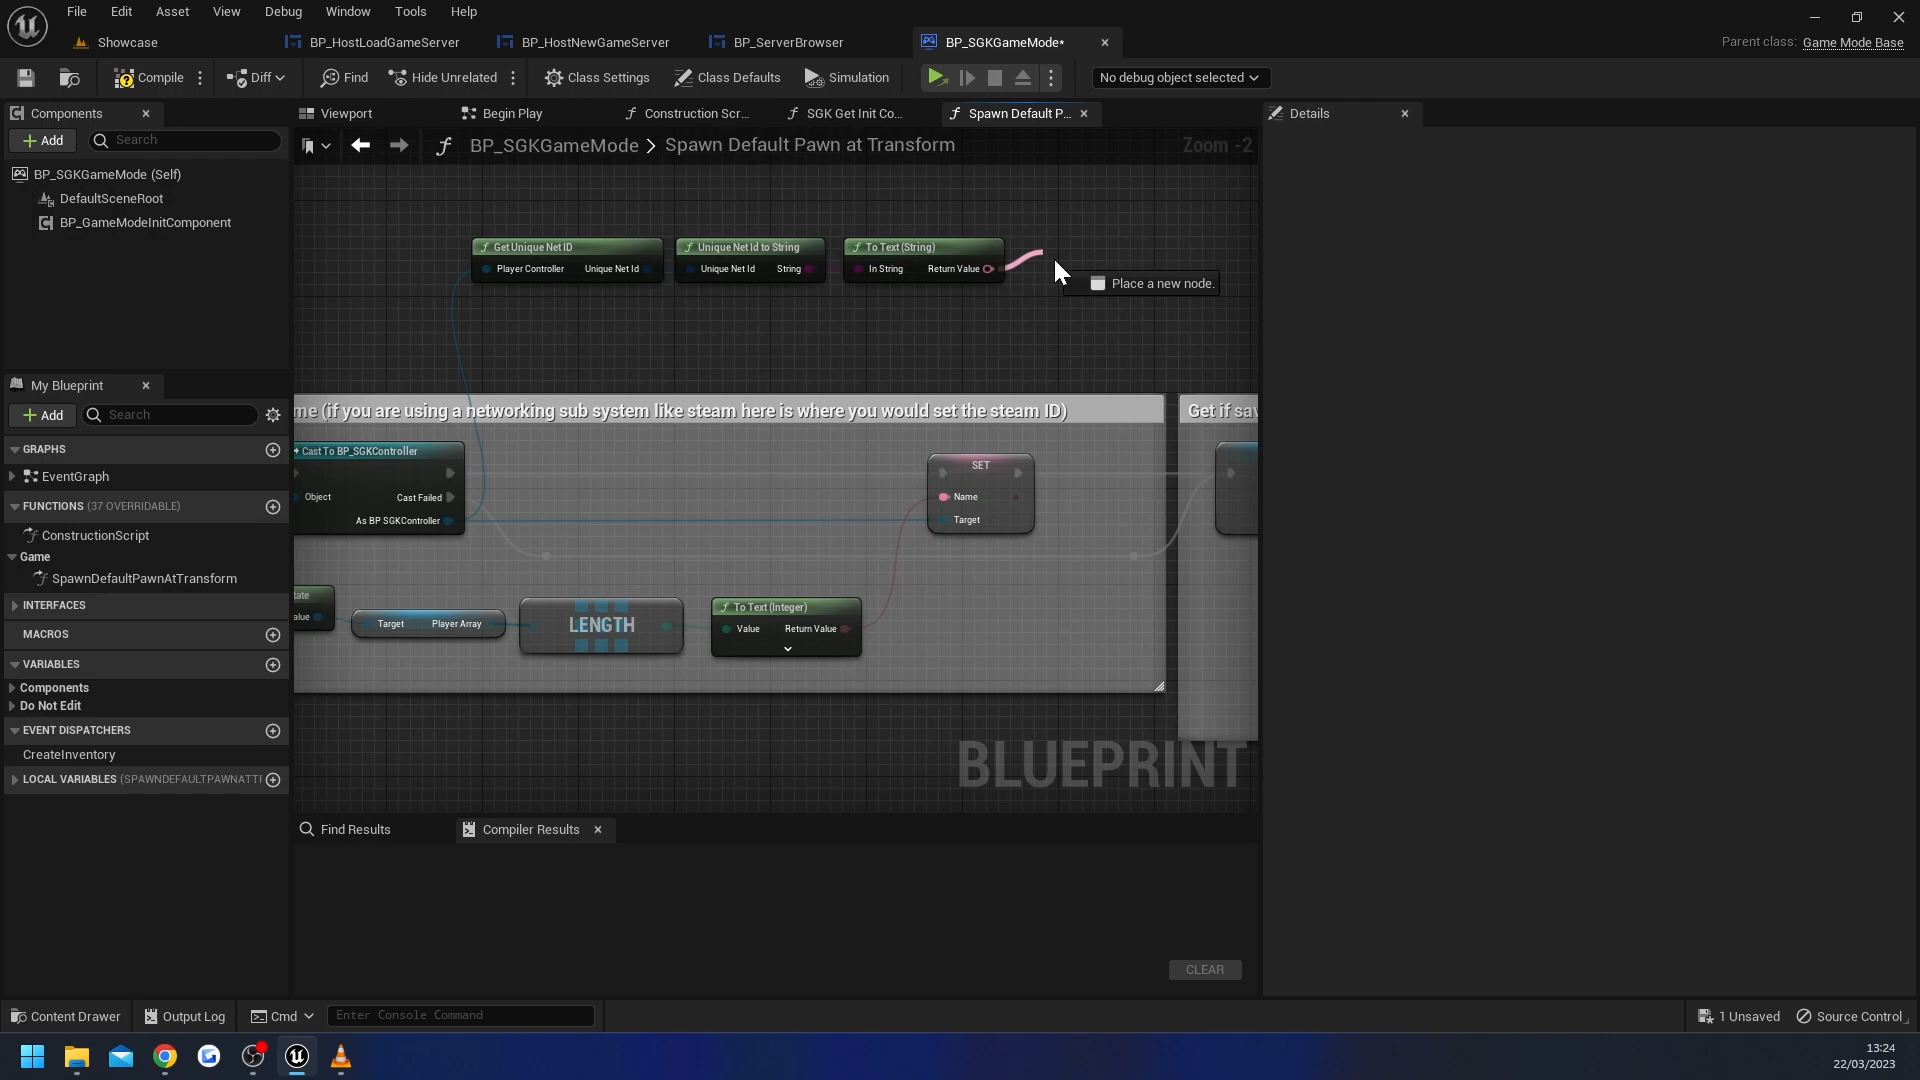 File Edit Asset View Debug Window Tools Help
Showcase BP_HostLoadGameServer BP_HostNewGameServer BP_ServerBrowser BP_SGKGameMode* Parent class: Game Mode Base
Compile Diff Find Hide Unrelated Class Settings Class Defaults Simulation No debug object selected
Components Viewport Begin Play Construction Scr... SGK Get Init Co... Spawn Default P... Details
Add Search BP_SGKGameMode > Spawn Default Pawn at Transform Zoom -2
BP_SGKGameMode (Self)
DefaultSceneRoot
BP_GameModeInitComponent
Get Unique Net ID Unique Net Id to String To Text (String)
Player Controller Unique Net Id Unique Net Id String In String Return Value
Place a new node.
My Blueprint
Add Search
me (if you are using a networking sub system like steam here is where you would set the steam ID) Get if sav
GRAPHS
EventGraph
FUNCTIONS (37 OVERRIDABLE)
ConstructionScript
Game
SpawnDefaultPawnAtTransform
INTERFACES
MACROS
VARIABLES
Components
Do Not Edit
EVENT DISPATCHERS
CreateInventory
LOCAL VARIABLES (SPAWNDEFAULTPAWNATTR
Cast To BP_SGKController
Object Cast Failed
As BP SGKController
SET
Name
Target
tate
alue
Target Player Array
LENGTH
To Text (Integer)
Value Return Value
BLUEPRINT
Find Results Compiler Results
CLEAR
Content Drawer Output Log Cmd Enter Console Command 1 Unsaved Source Control
13:24
22/03/2023